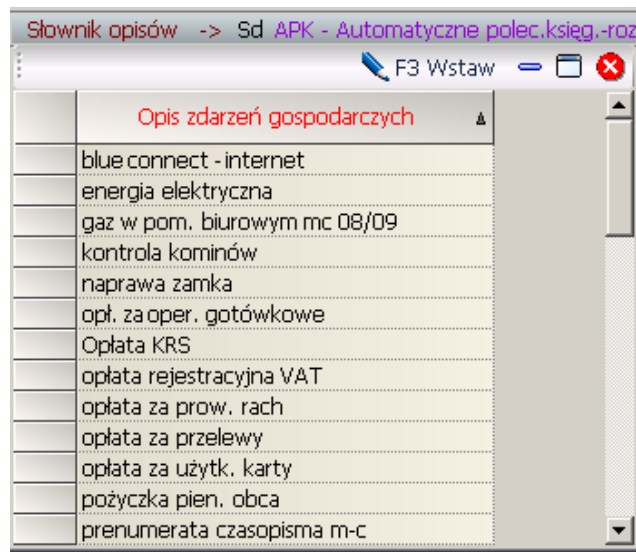 Słownik opisów -> Sd APK - Automatyczne polec.księg.-roz
F3 Wstaw
Opis zdarzeń gospodarczych
blue connect - internet
energia elektryczna
gaz w pom. biurowym mc 08/09
kontrola kominów
naprawa zamka
opł. za oper. gotówkowe
Opłata KRS
opłata rejestracyjna VAT
opłata za prow. rach
opłata za przelewy
opłata za użytk. karty
pożyczka pien. obca
prenumerata czasopisma m-c